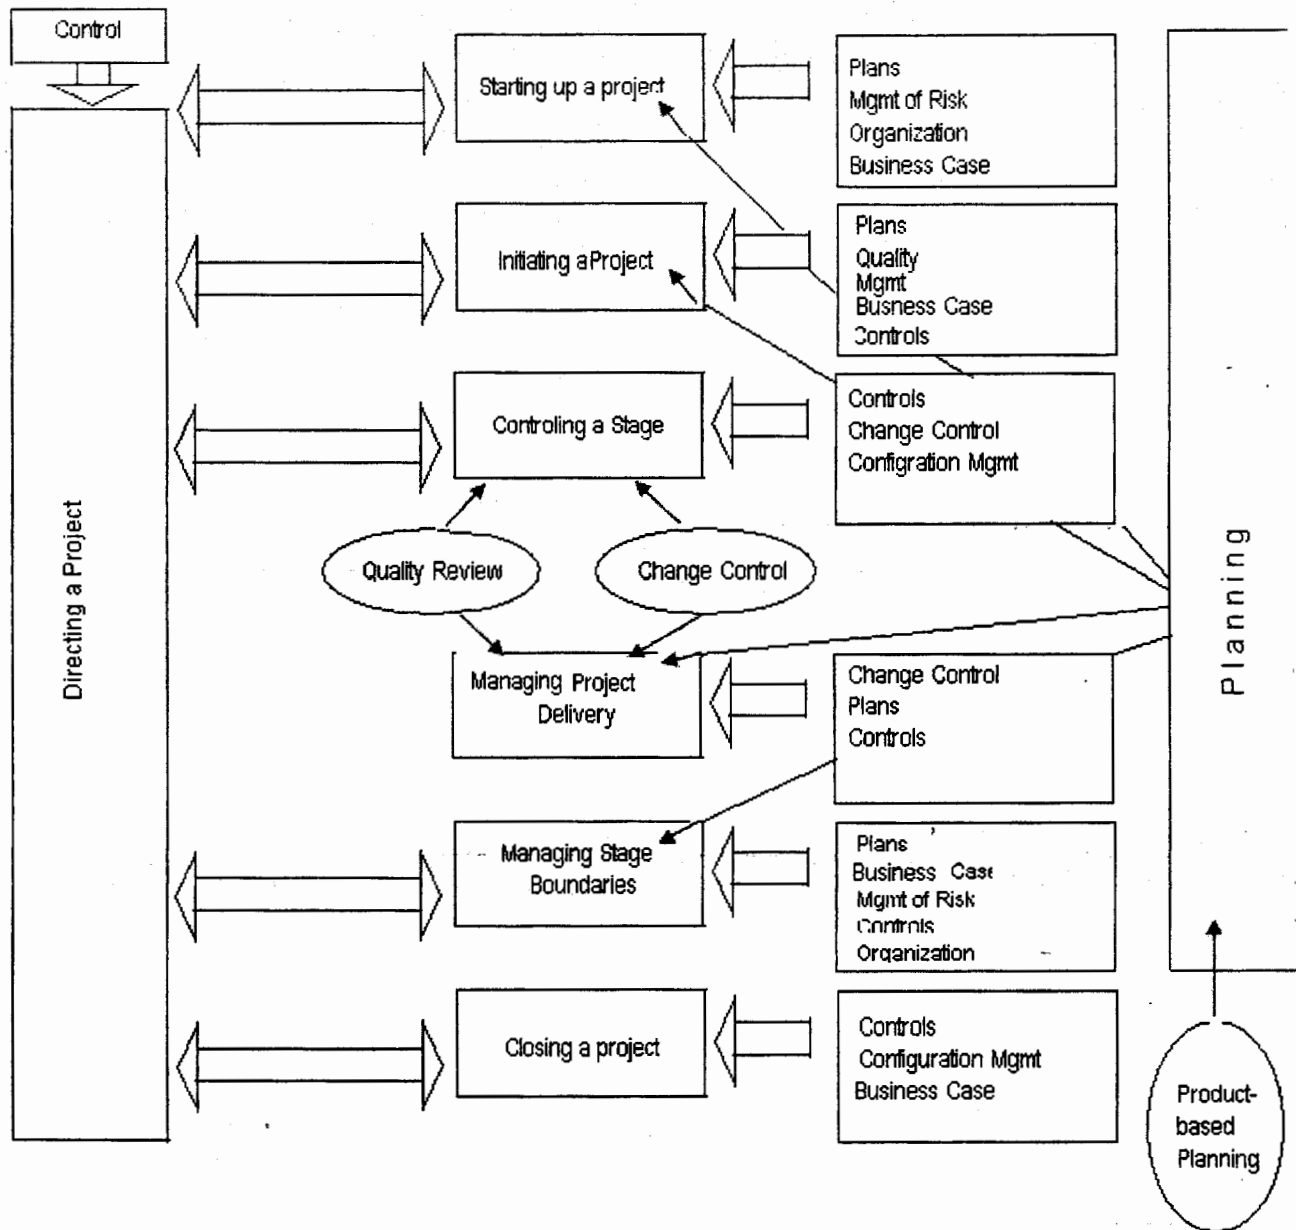 Control
Directing a Project
Starting up a project
Plans
Mgmt of Risk
Organization
Business Case
Initiating aProject
Plans
Quality
Mgmt
Business Case
Controls
Controling a Stage
Controls
Change Control
Configration Mgmt
Quality Review
Change Control
Managing Project
Delivery
Change Control
Plans
Controls
Managing Stage
Boundaries
Plans
Business Case
Mgmt of Risk
Controls
Organization
Closing a project
Controls
Configuration Mgmt
Business Case
Planning
Product-
based
Planning